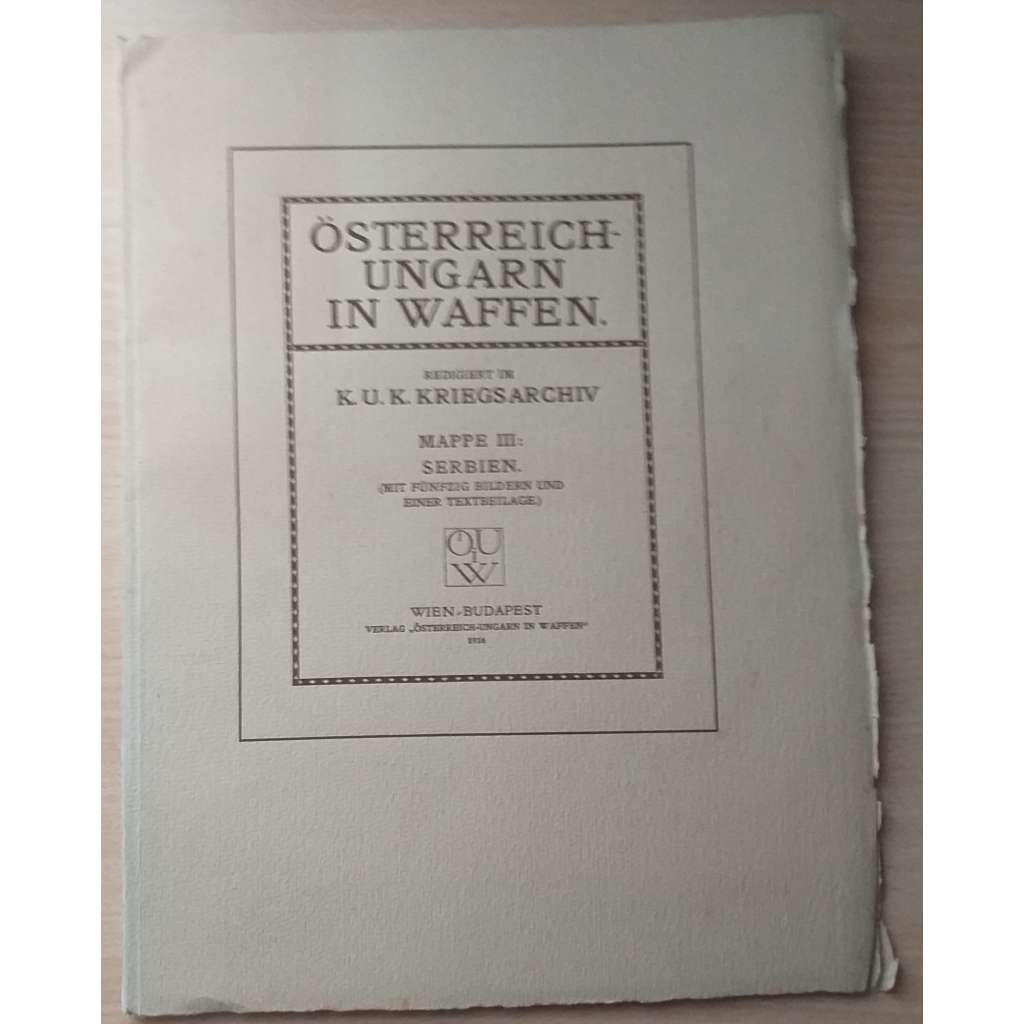 ÖSTERREICH-
UNGARN
IN WAFFEN.
REDIGIERT IM
K. U. K. KRIEGSARCHIV
MAPPE III:
SERBIEN.
(MIT FÜNFZIG BILDERN UND
EINER TEXTBEILAGE.)
ÖU
i
W
WIEN-BUDAPEST
VERLAG „ÖSTERREICH-UNGARN IN WAFFEN"